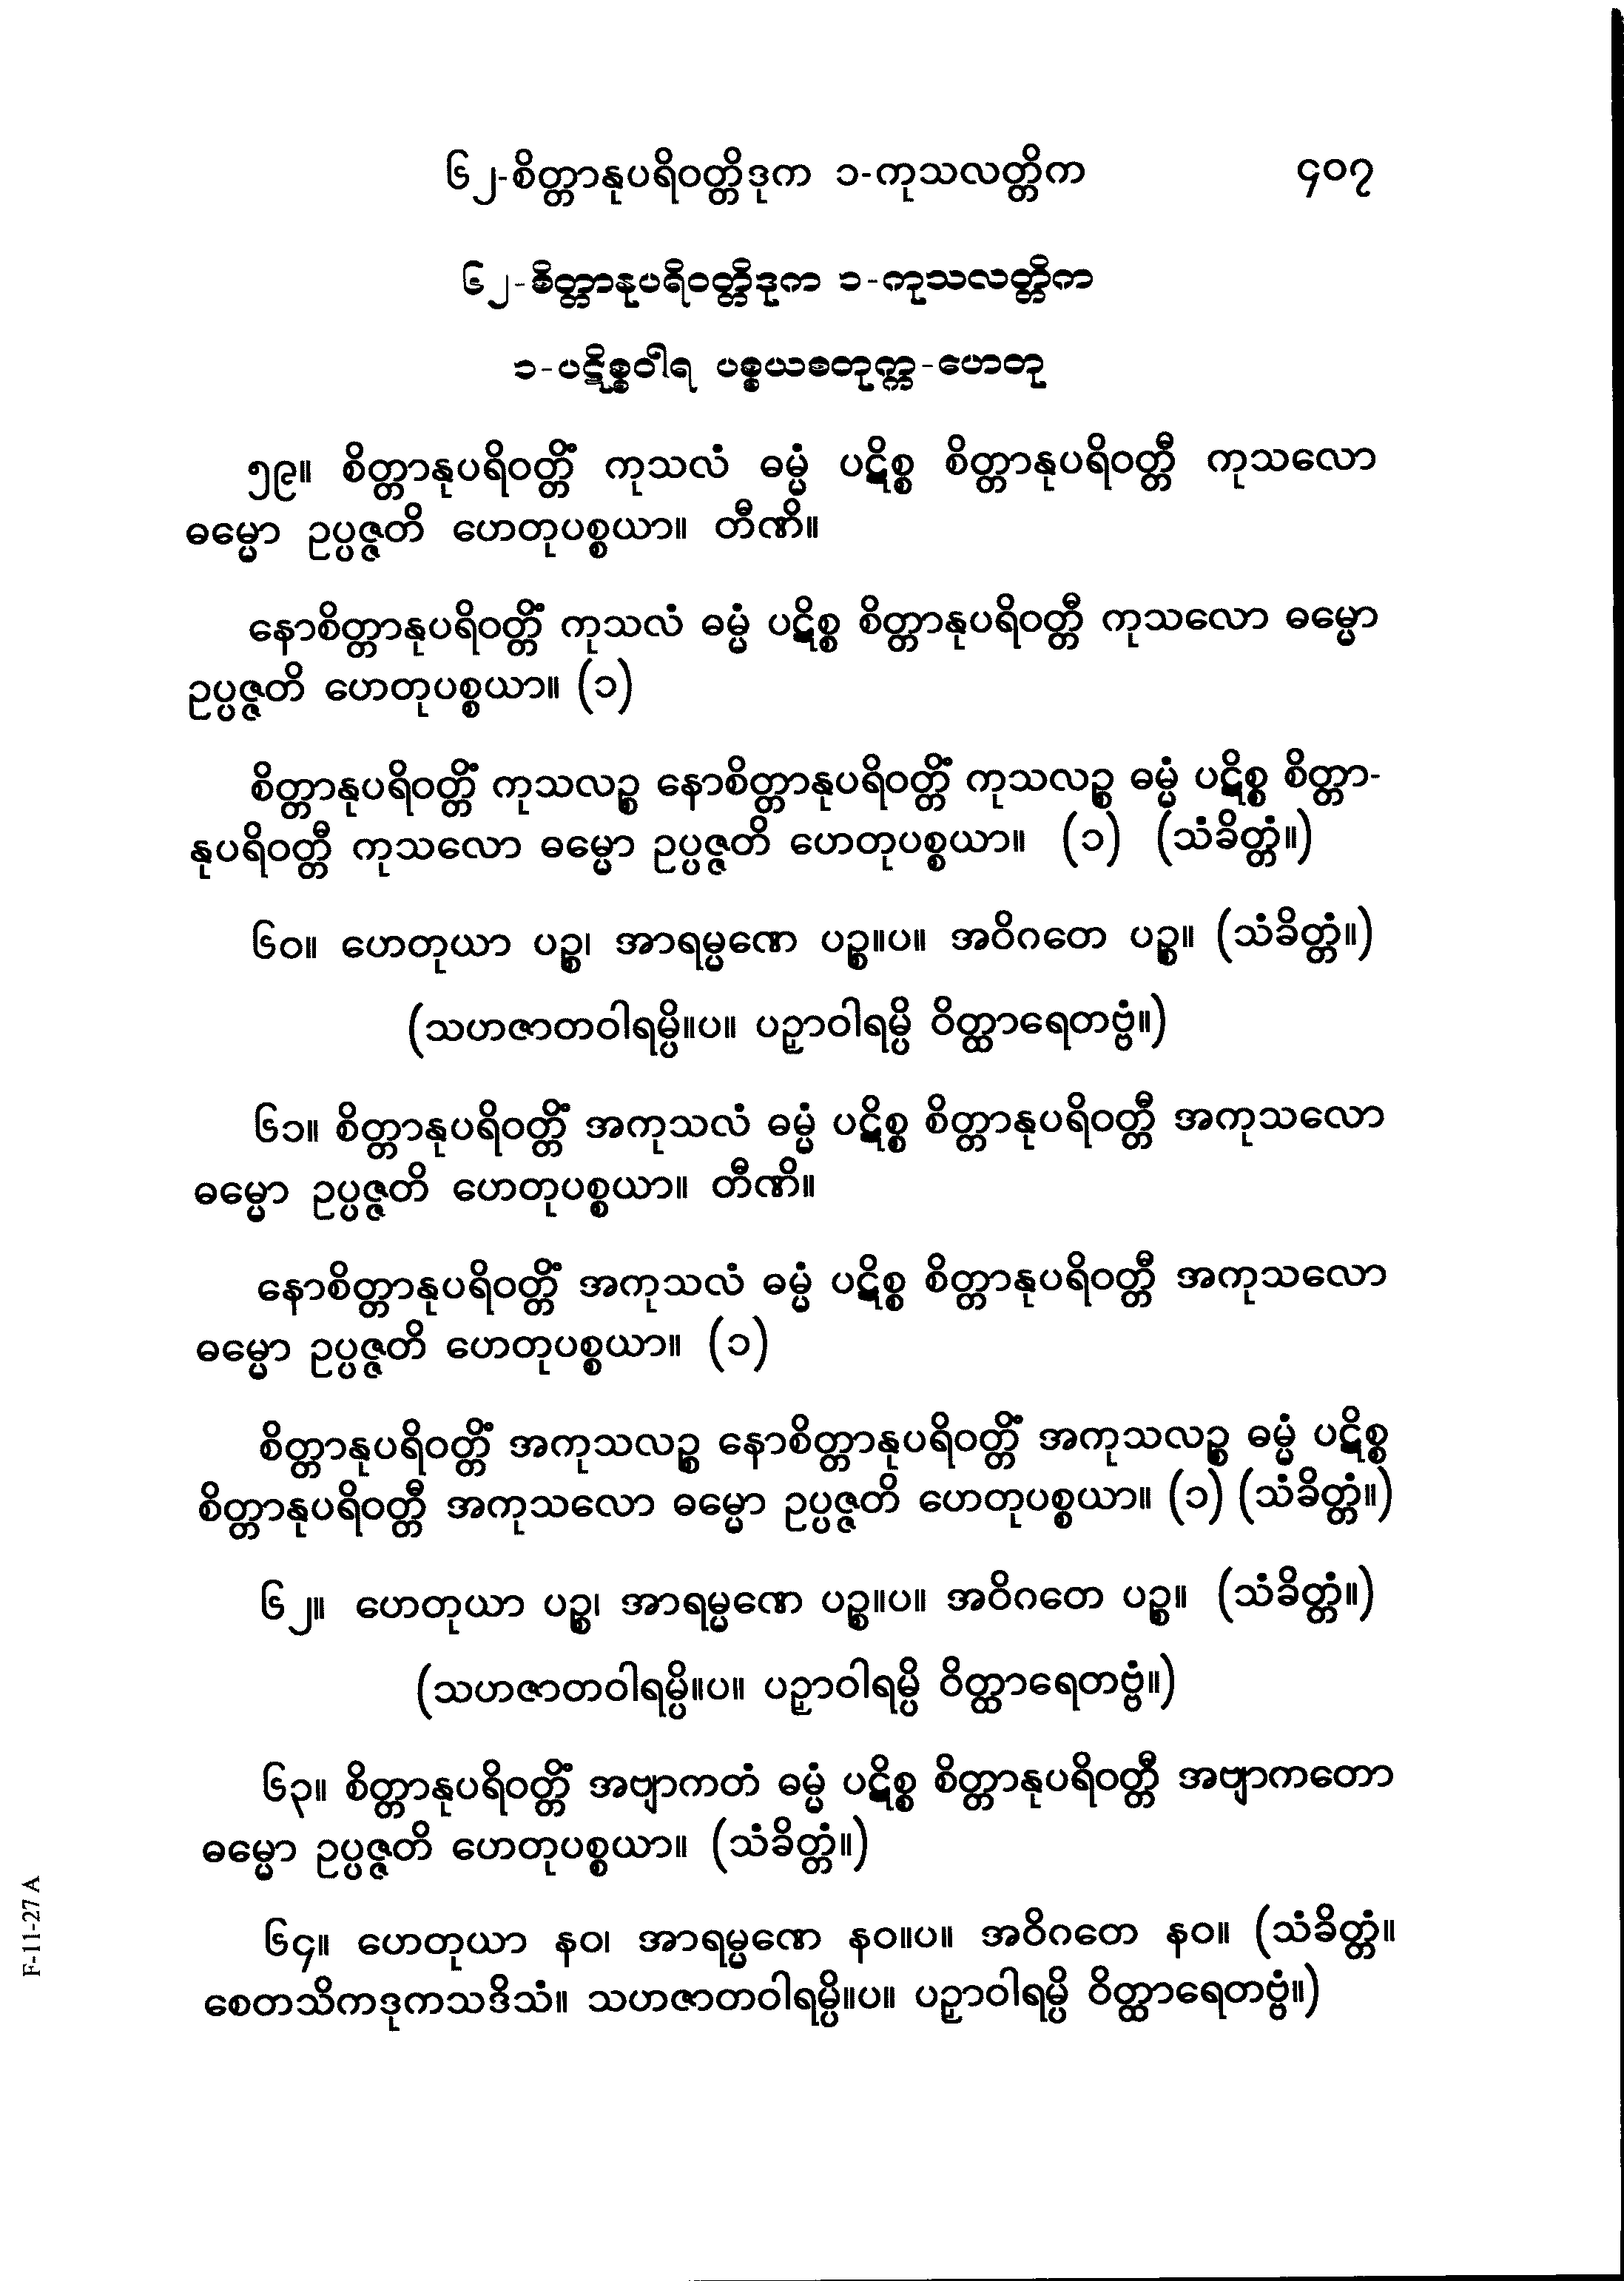 ၆၂-စိတ္တာနုပရိဝတ္တိဒုက ၁-ကုသလတ္တိက ၄၀၇
၆၂-စိတ္တာနုပရိဝတ္တိဒုက ၁-ကုသလတ္တိက
၁-ပဋိစ္စဝါရ ပစ္စယစတုက္က-ဟေတု
၅၉။ စိတ္တာနုပရိဝတ္တိံ ကုသလံ ဓမ္မံ ပဋိစ္စ စိတ္တာနုပရိဝတ္တီ ကုသလော
ဓမ္မော ဥပ္ပဇ္ဇတိ ဟေတုပစ္စယာ။ တီဏိ။
နောစိတ္တာနုပရိဝတ္တိံ ကုသလံ ဓမ္မံ ပဋိစ္စ စိတ္တာနုပရိဝတ္တီ ကုသလော ဓမ္မော
ဥပ္ပဇ္ဇတိ ဟေတုပစ္စယာ။ (၁)
စိတ္တာနုပရိဝတ္တိံ ကုသလဉ္စ နောစိတ္တာနုပရိဝတ္တိံ ကုသလဉ္စ ဓမ္မံ ပဋိစ္စ စိတ္တာ-
နုပရိဝတ္တီ ကုသလော ဓမ္မော ဥပ္ပဇ္ဇတိ ဟေတုပစ္စယာ။ (၁) (သံခိတ္တံ။)
၆၀။ ဟေတုယာ ပဉ္စ၊ အာရမ္မဏေ ပဉ္စ။ပ။ အဝိဂတေ ပဉ္စ။ (သံခိတ္တံ။)
(သဟဇာတဝါရမ္ပိ။ပ။ ပဉှာဝါရမ္ပိ ဝိတ္ထာရေတဗ္ဗံ။)
၆၁။ စိတ္တာနုပရိဝတ္တိံ အကုသလံ ဓမ္မံ ပဋိစ္စ စိတ္တာနုပရိဝတ္တီ အကုသလော
ဓမ္မော ဥပ္ပဇ္ဇတိ ဟေတုပစ္စယာ။ တီဏိ။
နောစိတ္တာနုပရိဝတ္တိံ အကုသလံ ဓမ္မံ ပဋိစ္စ စိတ္တာနုပရိဝတ္တီ အကုသလော
ဓမ္မော ဥပ္ပဇ္ဇတိ ဟေတုပစ္စယာ။ (၁)
စိတ္တာနုပရိဝတ္တိံ အကုသလဉ္စ နောစိတ္တာနုပရိဝတ္တိံ အကုသလဉ္စ ဓမ္မံ ပဋိစ္စ
စိတ္တာနုပရိဝတ္တီ အကုသလော ဓမ္မော ဥပ္ပဇ္ဇတိ ဟေတုပစ္စယာ။ (၁) (သံခိတ္တံ။)
၆၂။ ဟေတုယာ ပဉ္စ၊ အာရမ္မဏေ ပဉ္စ။ပ။ အဝိဂတေ ပဉ္စ။ (သံခိတ္တံ။)
(သဟဇာတဝါရမ္ပိ။ပ။ ပဉှာဝါရမ္ပိ ဝိတ္ထာရေတဗ္ဗံ။)
၆၃။ စိတ္တာနုပရိဝတ္တိံ အဗျာကတံ ဓမ္မံ ပဋိစ္စ စိတ္တာနုပရိဝတ္တီ အဗျာကတော
ဓမ္မော ဥပ္ပဇ္ဇတိ ဟေတုပစ္စယာ။ (သံခိတ္တံ။)
၆၄။ ဟေတုယာ နဝ၊ အာရမ္မဏေ နဝ။ပ။ အဝိဂတေ နဝ။ (သံခိတ္တံ။
စေတသိကဒုကသဒိသံ။ သဟဇာတဝါရမ္ပိ။ပ။ ပဉှာဝါရမ္ပိ ဝိတ္ထာရေတဗ္ဗံ။)
F-11-27 A